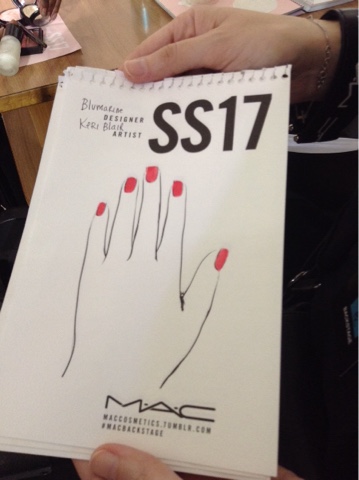 Blumarine
DESIGNER
Keri Blair
ARTIST
SS17
M·A·C
MACCOSMETICS.TUMBLR.COM
#MACBACKSTAGE